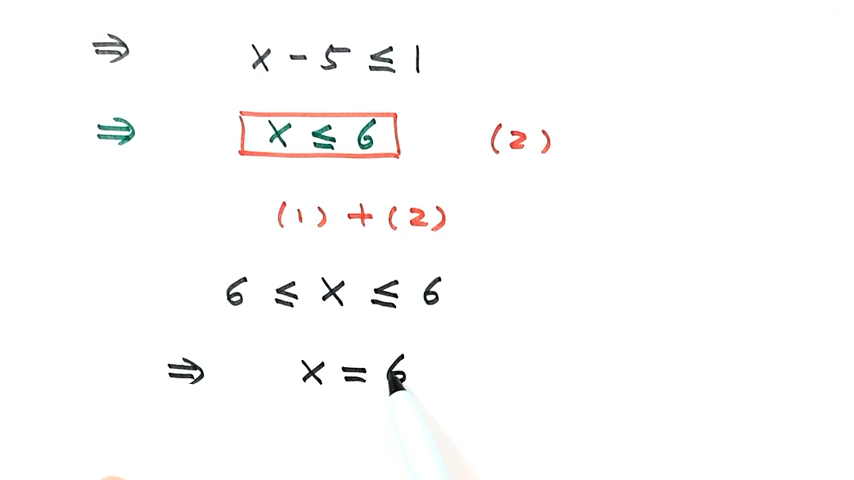 ⇒ x - 5 ≤ 1
⇒ x ≤ 6 (2)
(1) + (2)
6 ≤ x ≤ 6
⇒ x = 6